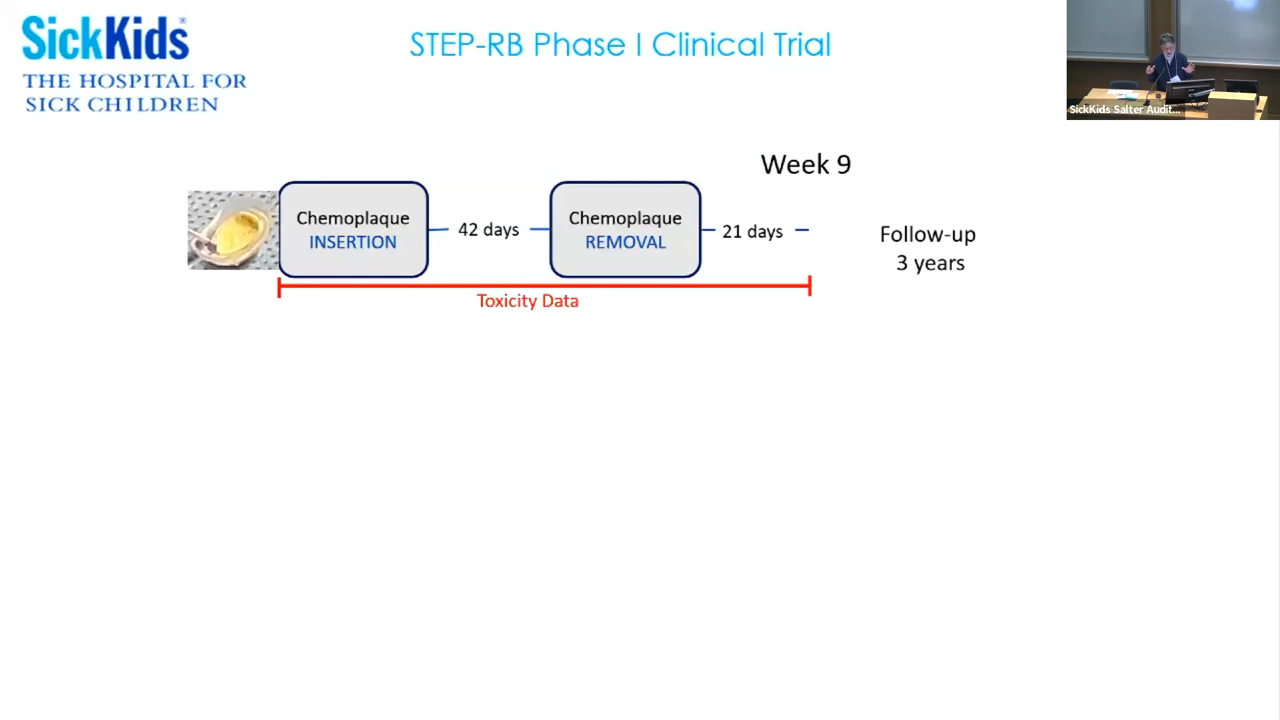 SickKids®
THE HOSPITAL FOR
SICK CHILDREN
STEP-RB Phase I Clinical Trial
SickKids Salter Audit...
Week 9
Chemoplaque
INSERTION
42 days
Chemoplaque
REMOVAL
21 days
Follow-up
3 years
Toxicity Data